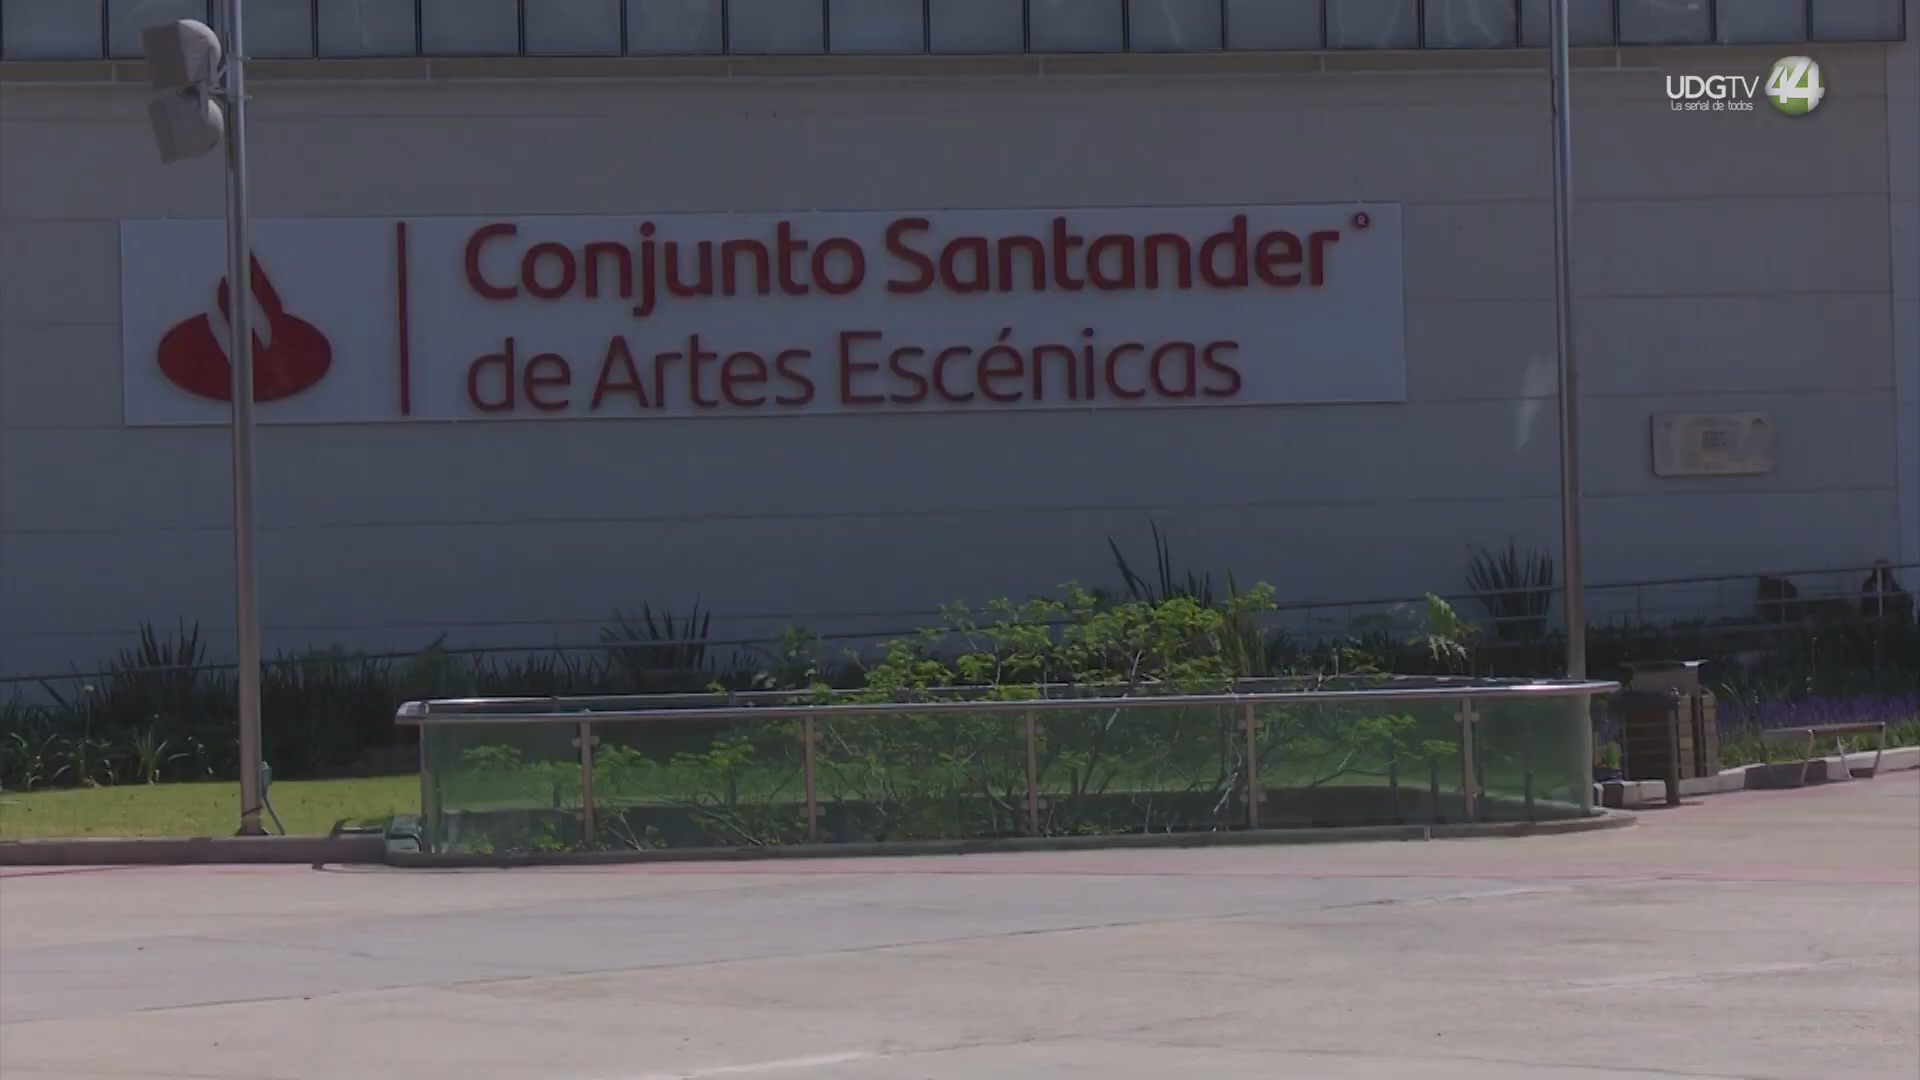 UDGTV 44
La señal de todos
Conjunto Santander®
de Artes Escénicas